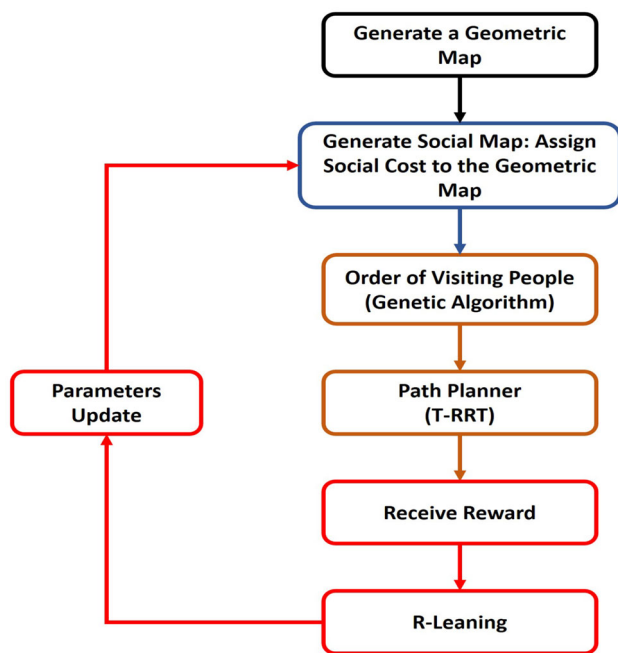 Generate a Geometric
Map
Generate Social Map: Assign
Social Cost to the Geometric
Map
Order of Visiting People
(Genetic Algorithm)
Parameters
Update
Path Planner
(T-RRT)
Receive Reward
R-Leaning